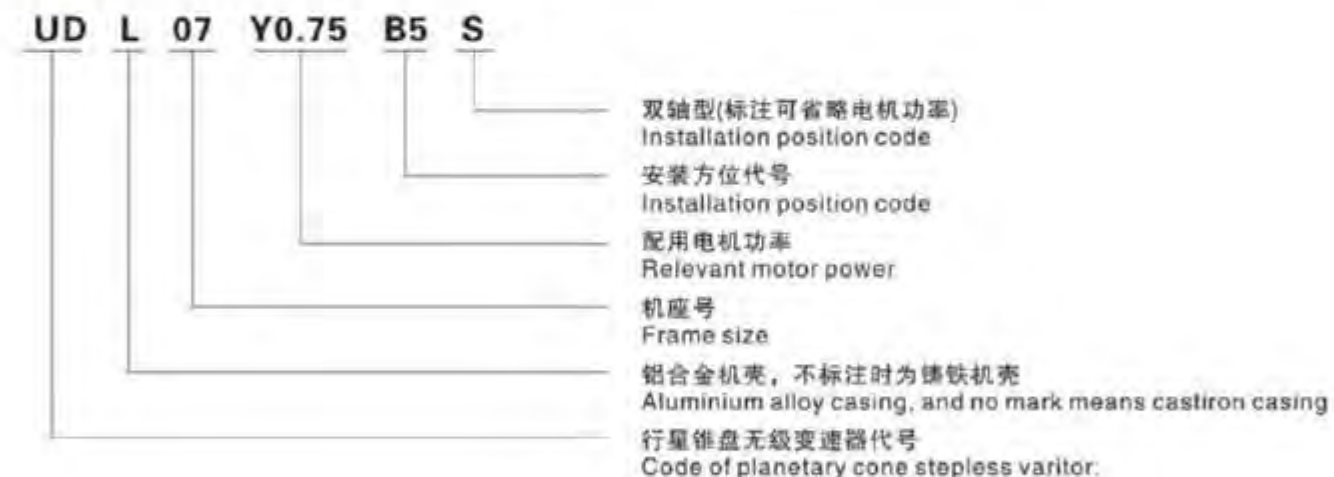 UD L 07 Y0.75 B5 S
双轴型(标注可省略电机功率)
Installation position code
安装方位代号
Installation position code
配用电机功率
Relevant motor power
机座号
Frame size
铝合金机壳，不标注时为铸铁机壳
Aluminium alloy casing, and no mark means castiron casing
行星锥盘无级变速器代号
Code of planetary cone stepless varitor.